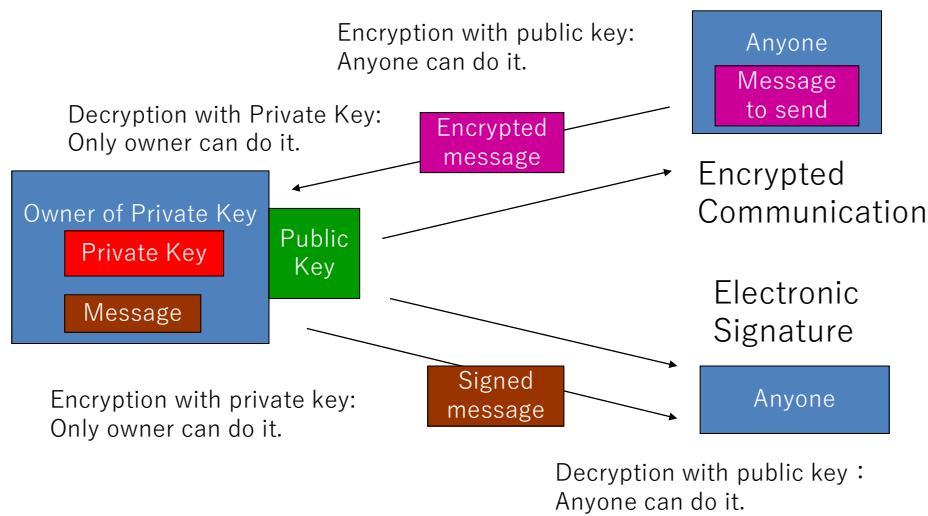 Encryption with public key:
Anyone can do it.
Anyone
Message
to send
Decryption with Private Key:
Only owner can do it.
Encrypted
message
Encrypted
Communication
Owner of Private Key
Private Key
Message
Public
Key
Electronic
Signature
Signed
message
Anyone
Encryption with private key:
Only owner can do it.
Decryption with public key：
Anyone can do it.